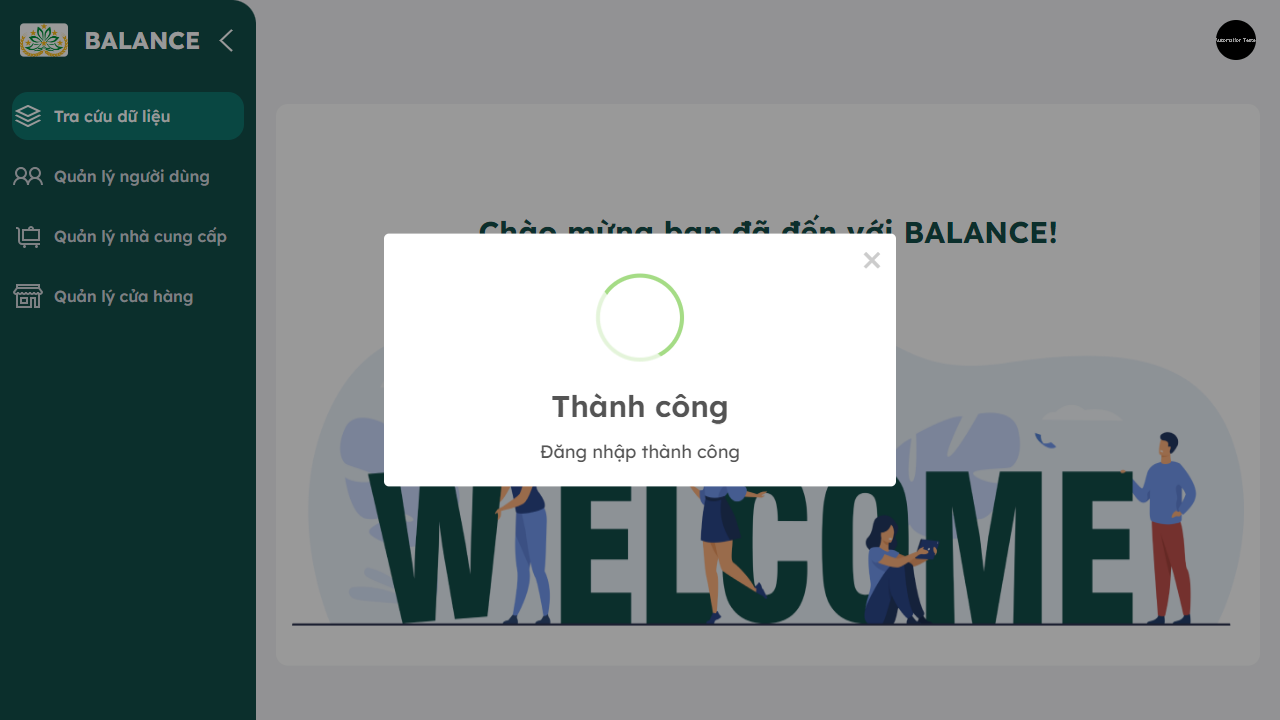 BALANCE
Tra cứu dữ liệu
Quản lý người dùng
Quản lý nhà cung cấp
Quản lý cửa hàng
Chào mừng bạn đã đến với BALANCE!
×
Thành công
Đăng nhập thành công
WELCOME